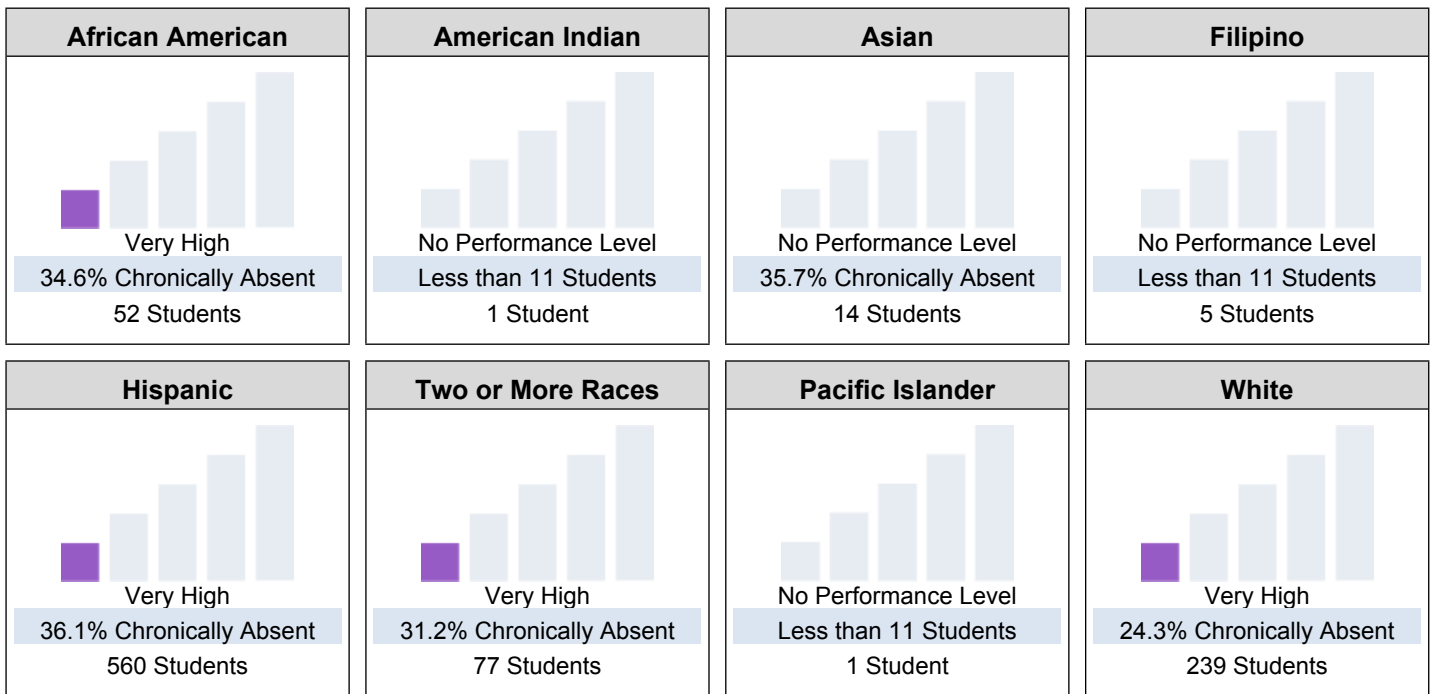 African American
Very High
34.6% Chronically Absent
52 Students
American Indian
No Performance Level
Less than 11 Students
1 Student
Asian
No Performance Level
35.7% Chronically Absent
14 Students
Filipino
No Performance Level
Less than 11 Students
5 Students
Hispanic
Very High
36.1% Chronically Absent
560 Students
Two or More Races
Very High
31.2% Chronically Absent
77 Students
Pacific Islander
No Performance Level
Less than 11 Students
1 Student
White
Very High
24.3% Chronically Absent
239 Students